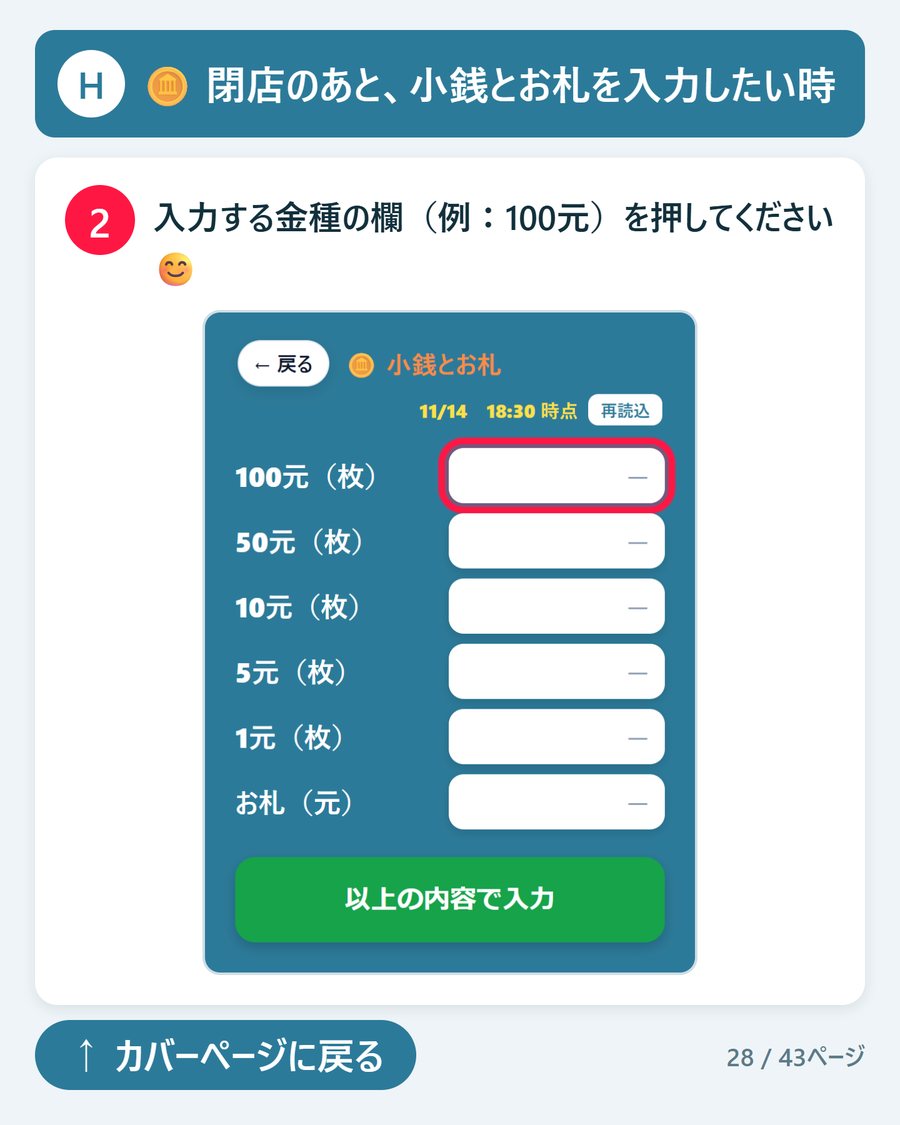 H 閉店のあと、小銭とお札を入力したい時
2 入力する金種の欄（例：100元）を押してください
😊
← 戻る 小銭とお札
11/14 18:30 時点 再読込
100元（枚） —
50元（枚） —
10元（枚） —
5元（枚） —
1元（枚） —
お札（元） —
以上の内容で入力
↑ カバーページに戻る
28 / 43ページ